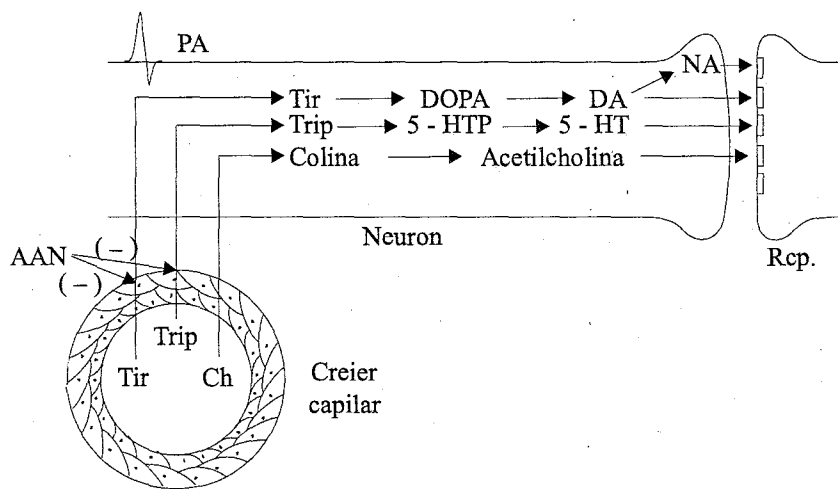 PA
NA
Tir DOPA DA
Trip 5 - HTP 5 - HT
Colina Acetilcholina
Neuron
Rcp.
AAN (-)
(-)
Trip
Tir Ch
Creier
capilar